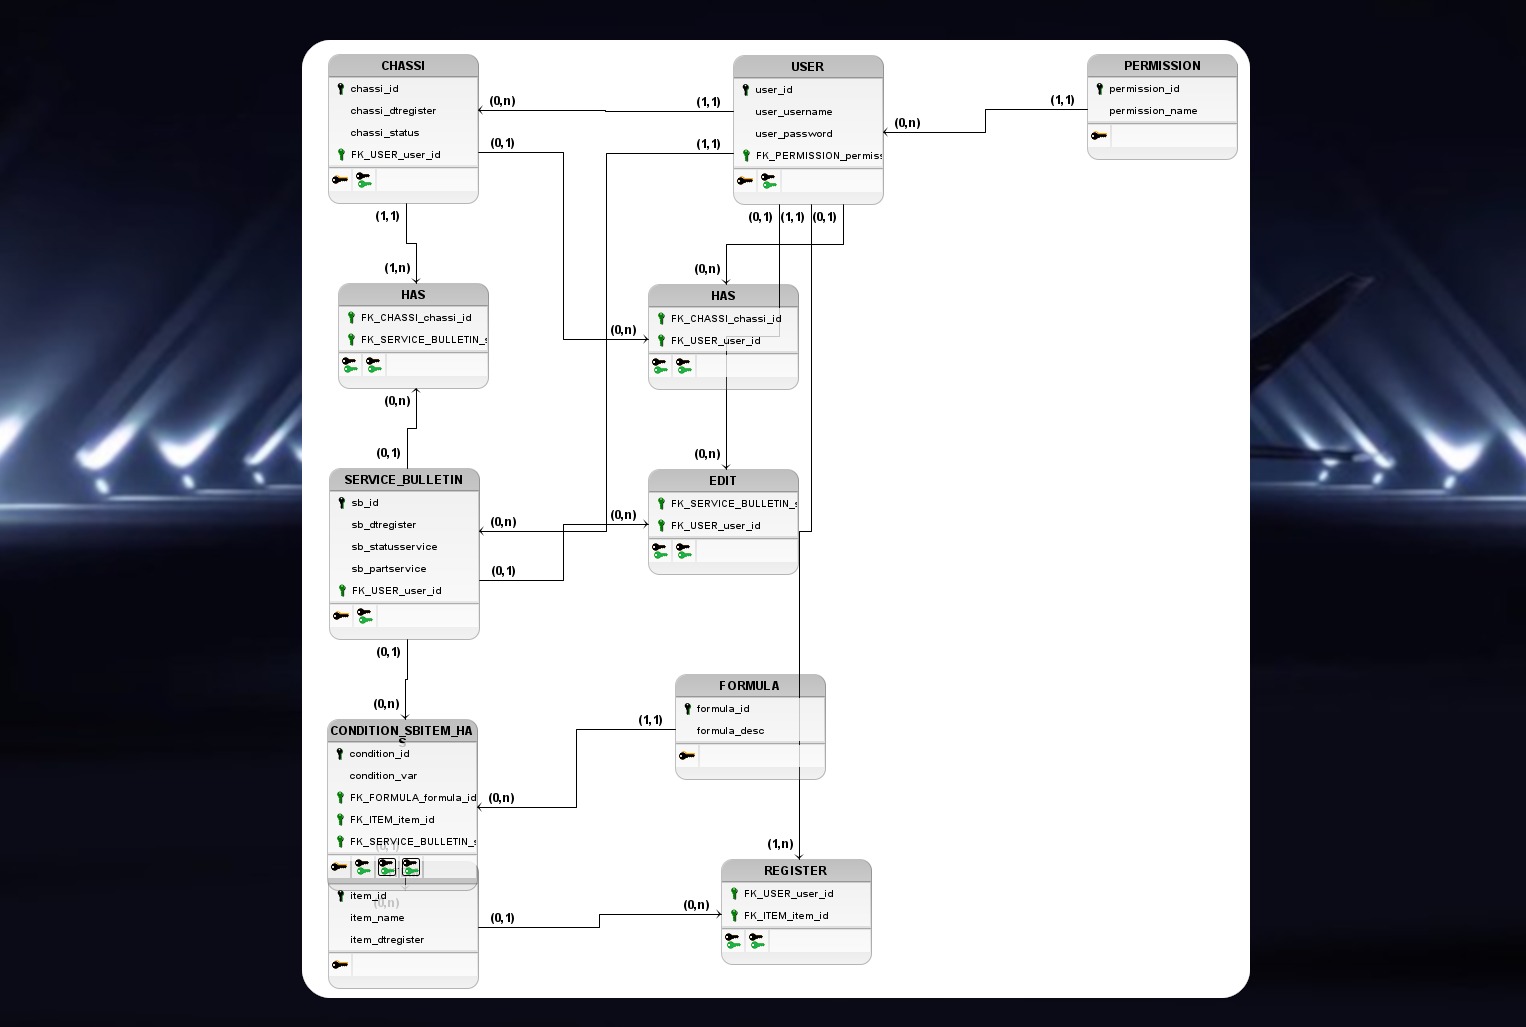 CHASSI
chassi_id
chassi_dtregister
chassi_status
FK_USER_user_id
(0,n)
(1,1)
(0,1)
(1,1)
USER
user_id
user_username
user_password
FK_PERMISSION_permiss
(0,n)
(1,1)
PERMISSION
permission_id
permission_name
(1,1)
(0,1)
(1,1)
(0,1)
(1,n)
(0,n)
HAS
FK_CHASSI_chassi_id
FK_SERVICE_BULLETIN_s
HAS
FK_CHASSI_chassi_id
FK_USER_user_id
(0,n)
(0,n)
(0,1)
(0,n)
SERVICE_BULLETIN
sb_id
sb_dtregister
sb_statusservice
sb_partservice
FK_USER_user_id
(0,n)
(0,n)
(0,1)
EDIT
FK_SERVICE_BULLETIN_s
FK_USER_user_id
(0,1)
(0,n)
FORMULA
formula_id
formula_desc
(1,1)
CONDITION_SBITEM_HA
S
condition_id
condition_var
FK_FORMULA_formula_id
FK_ITEM_item_id
FK_SERVICE_BULLETIN_s
(0,n)
(0,1)
item_id
(0,n)
item_name
item_dtregister
(0,1)
(0,n)
(1,n)
REGISTER
FK_USER_user_id
FK_ITEM_item_id